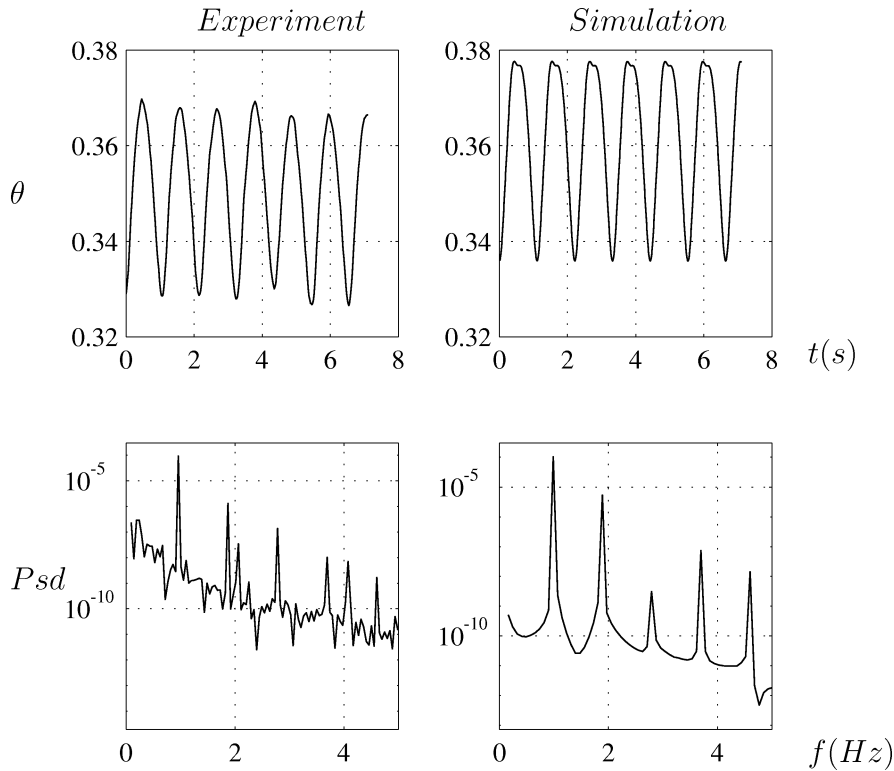 Experiment Simulation
0.38 0.38
0.36 0.36
θ
0.34 0.34
0.32 0.32
0 2 4 6 8 0 2 4 6 8 t(s)
10^-5 10^-5
Psd
10^-10 10^-10
0 2 4 0 2 4 f(Hz)